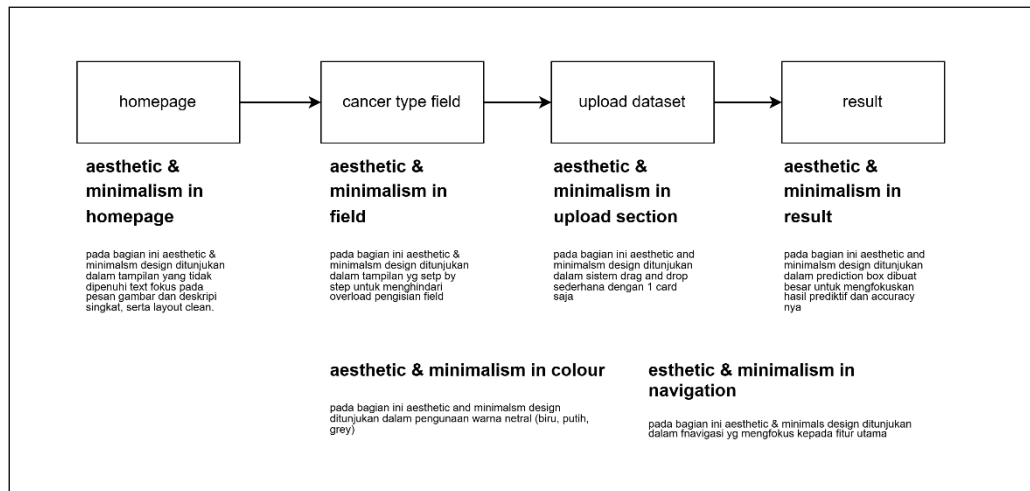 homepage
cancer type field
upload dataset
result
aesthetic &
minimalism in
homepage
pada bagian ini aesthetic &
minimalsm design ditunjukan
dalam tampilan yang tidak
dipenuhi text fokus pada
pesan gambar dan deskripi
singkat, serta layout clean.
aesthetic &
minimalism in
field
pada bagian ini aesthetic &
minimalsm design ditunjukan
dalam tampilan yg setp by
step untuk menghindari
overload pengisian field
aesthetic &
minimalism in
upload section
pada bagian ini aesthetic and
minimalsm design ditunjukan
dalam sistem drag and drop
sederhana dengan 1 card
saja
aesthetic &
minimalism in
result
pada bagian ini aesthetic and
minimalsm design ditunjukan
dalam prediction box dibuat
besar untuk mengfokuskan
hasil prediktif dan accuracy
nya
aesthetic & minimalism in colour
pada bagian ini aesthetic and minimalsm design
ditunjukan dalam pengunaan warna netral (biru, putih,
grey)
esthetic & minimalism in
navigation
pada bagian ini aesthetic & minimals design ditunjukan
dalam fnavigasi yg mengfokus kepada fitur utama